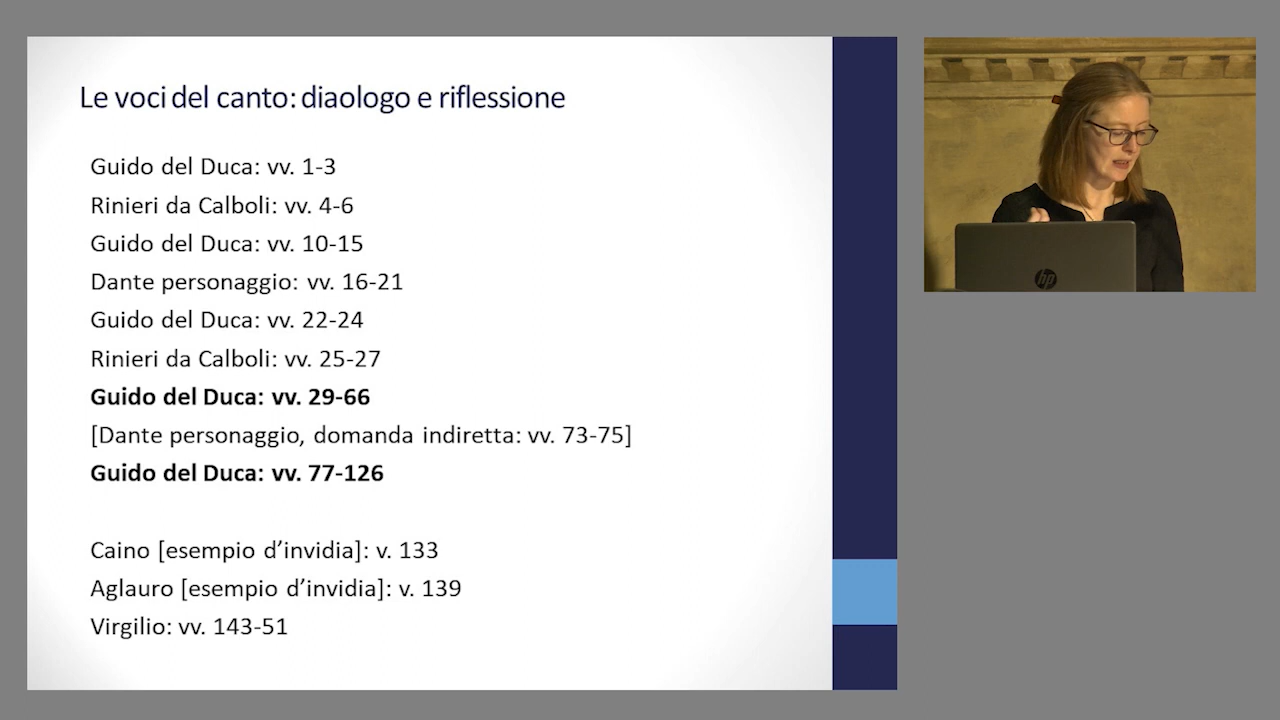 Le voci del canto: diaologo e riflessione
Guido del Duca: vv. 1-3
Rinieri da Calboli: vv. 4-6
Guido del Duca: vv. 10-15
Dante personaggio: vv. 16-21
Guido del Duca: vv. 22-24
Rinieri da Calboli: vv. 25-27
Guido del Duca: vv. 29-66
[Dante personaggio, domanda indiretta: vv. 73-75]
Guido del Duca: vv. 77-126
Caino [esempio d’invidia]: v. 133
Aglauro [esempio d’invidia]: v. 139
Virgilio: vv. 143-51
hp